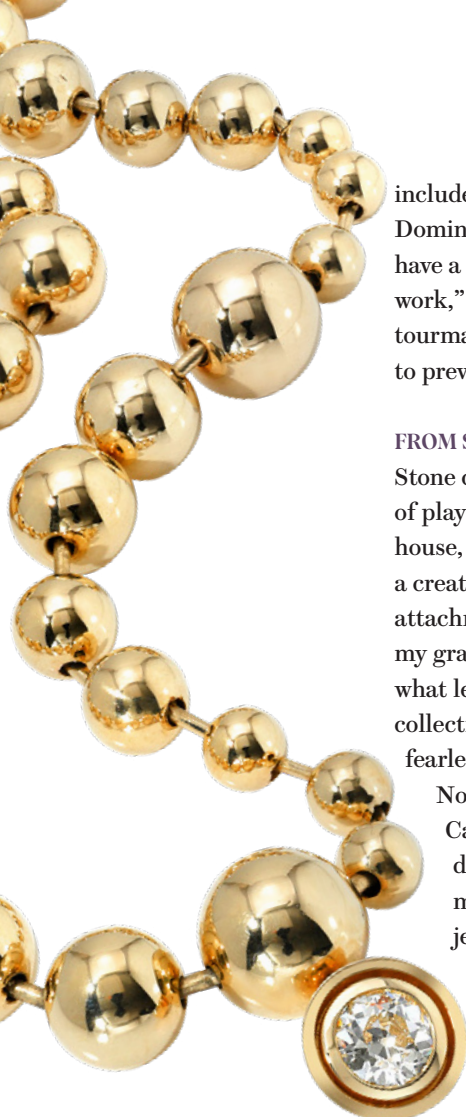 include
Domin
have a
work,”
tourma
to prev
FROM S
Stone
of play
house,
a creat
attachm
my gra
what le
collect
fearle
No
Ca
d
m
je